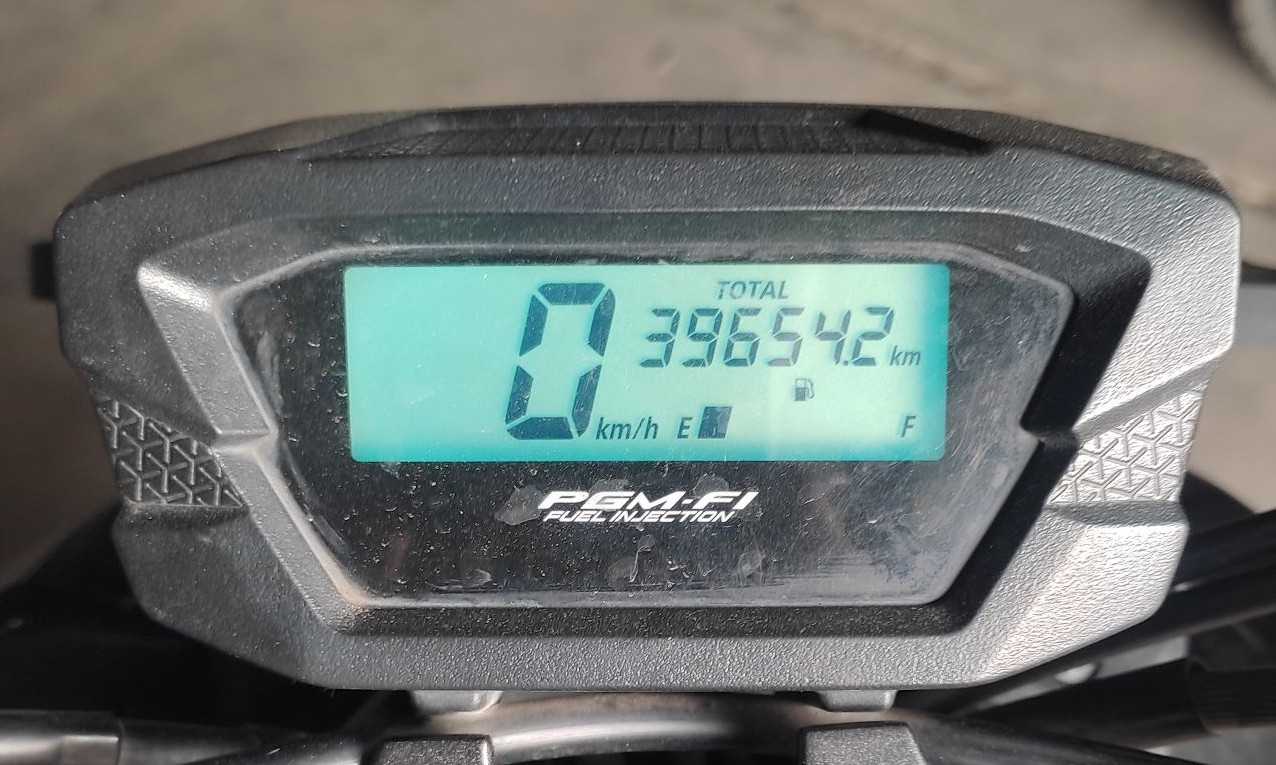 TOTAL
0 km/h 39654.2 km
E F
PGM-FI
FUEL INJECTION